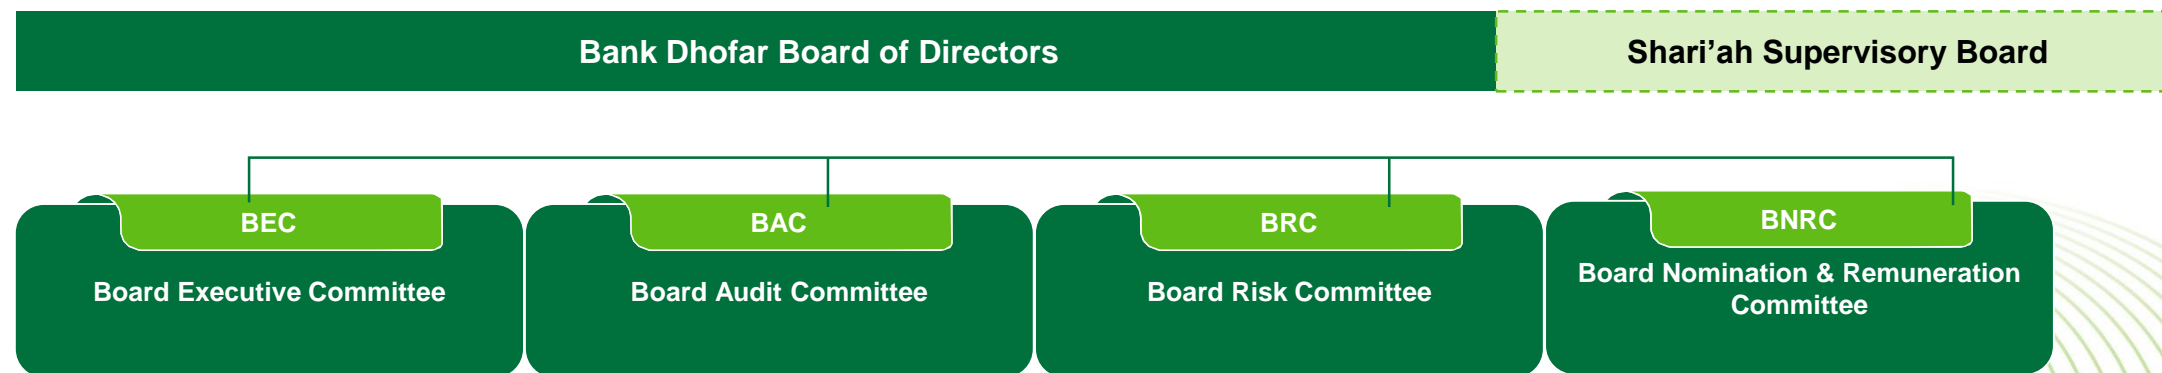 Bank Dhofar Board of Directors
Shari’ah Supervisory Board
BEC
Board Executive Committee
BAC
Board Audit Committee
BRC
Board Risk Committee
BNRC
Board Nomination & Remuneration
Committee